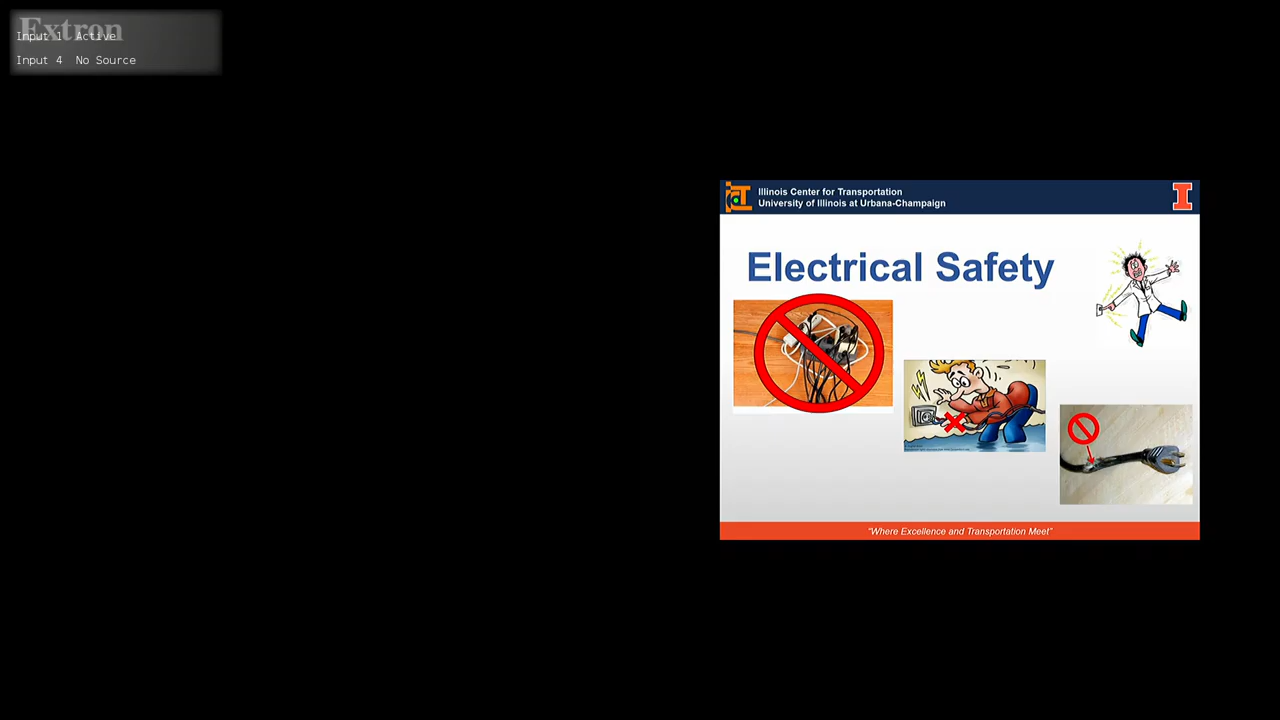 Extron
Input 1  Active
Input 4  No Source
Illinois Center for Transportation
University of Illinois at Urbana-Champaign
Electrical Safety
"Where Excellence and Transportation Meet"